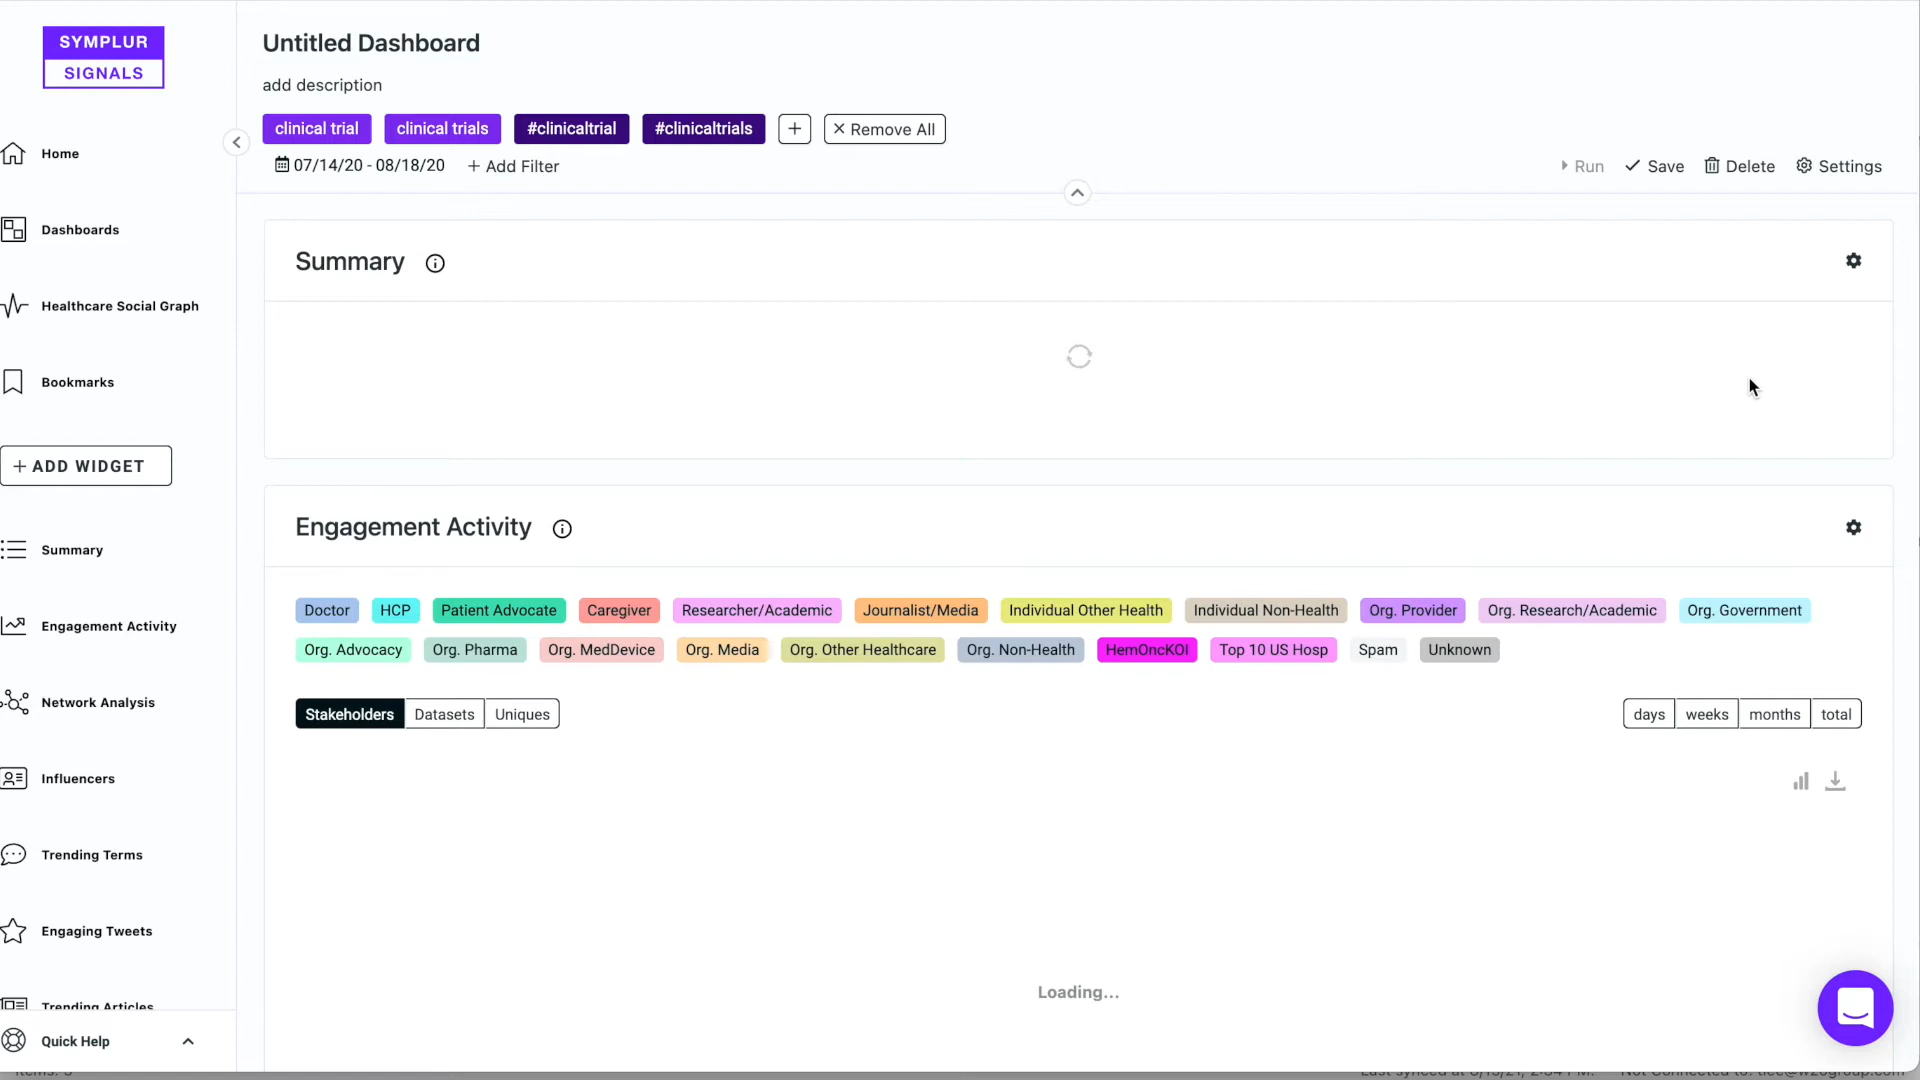 SYMPLUR
SIGNALS
Home
Dashboards
Healthcare Social Graph
Bookmarks
+ ADD WIDGET
Summary
Engagement Activity
Network Analysis
Influencers
Trending Terms
Engaging Tweets
Trending Articles
Quick Help
Untitled Dashboard
add description
clinical trial clinical trials #clinicaltrial #clinicaltrials + × Remove All
07/14/20 - 08/18/20 + Add Filter
Run Save Delete Settings
Summary
Engagement Activity
Doctor HCP Patient Advocate Caregiver Researcher/Academic Journalist/Media Individual Other Health Individual Non-Health Org. Provider Org. Research/Academic Org. Government
Org. Advocacy Org. Pharma Org. MedDevice Org. Media Org. Other Healthcare Org. Non-Health HemOncKOl Top 10 US Hosp Spam Unknown
Stakeholders Datasets Uniques
days weeks months total
Loading...